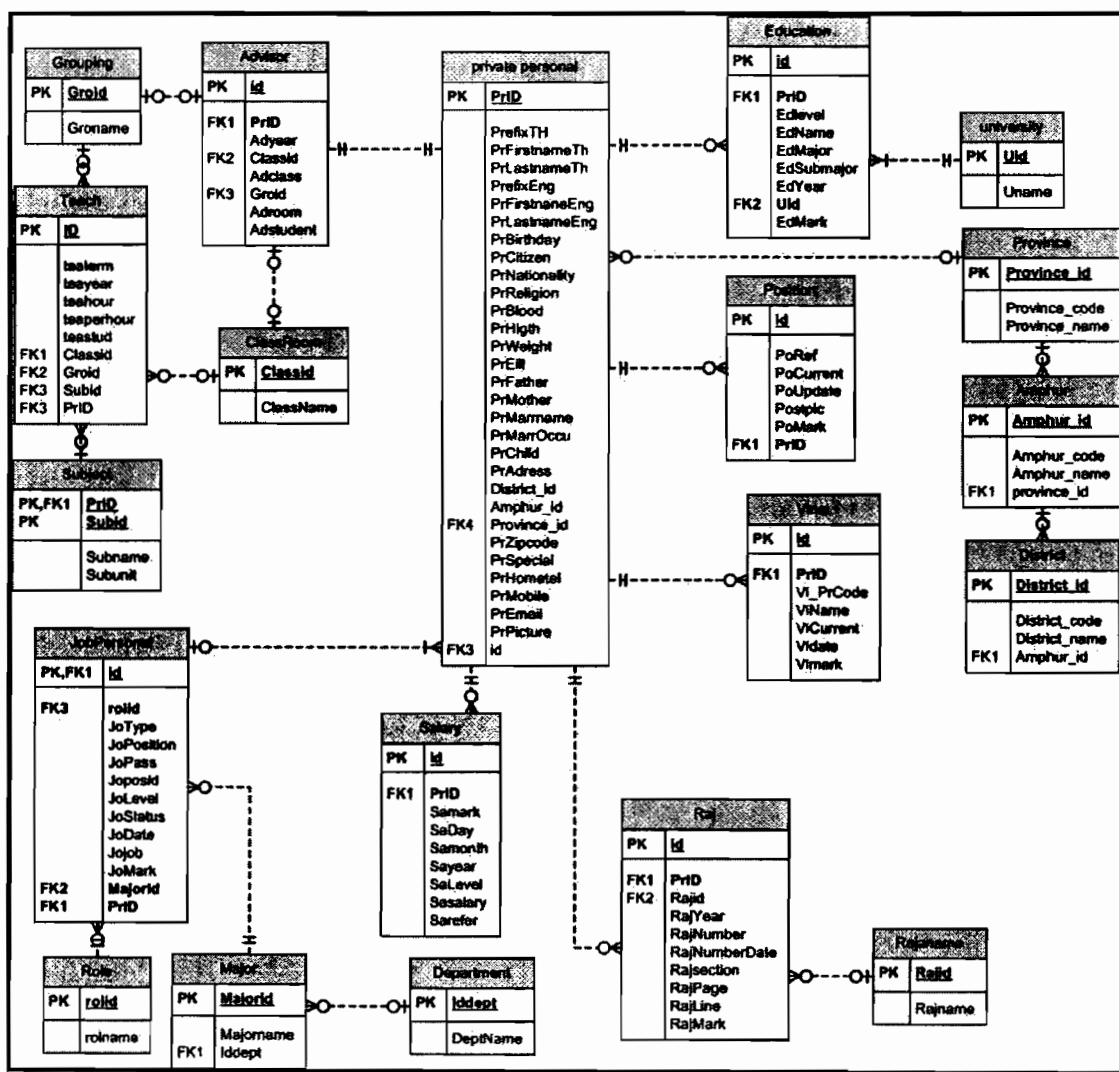 Grouping
PK Groid
Groname
Advisor
PK id
FK1 PrID
Adyear
FK2 Classid
Adclass
FK3 Groid
Adroom
Adstudent
private personal
PK PrID
PrefixTH
PrFirstnameTh
PrLastnameTh
PrefixEng
PrFirstnaneEng
PrLastnameEng
PrBirthday
PrCitizen
PrNationality
PrReligion
PrBlood
PrHigth
PrWeight
PrFather
PrMother
PrMarrname
PrMarrOccu
PrChild
PrAdress
District_id
Amphur_id
FK4 Province_id
PrZipcode
PrSpecial
PrHometel
PrMobile
PrEmail
PrPicture
FK3 id
Education
PK id
FK1 PrID
Edlevel
EdName
EdMajor
EdSubmajor
EdYear
FK2 Uid
EdMark
university
PK Uid
Uname
Teach
PK ID
teayear
teahour
teaperhour
teastud
FK1 Classid
FK2 Groid
FK3 Subid
FK3 PrID
ClassRoom
PK Classid
ClassName
Subject
PK,FK1 PrID
PK Subid
Subname
Subunit
Province
PK Province_id
Province_code
Province_name
Position
PK id
PoRef
PoCurrent
PoUpdate
Postpic
PoMark
FK1 PrID
Amphur
PK Amphur_id
Amphur_code
Amphur_name
FK1 province_id
PK id
FK1 PrID
Vi_PrCode
ViName
ViCurrent
Vidate
Vimark
District
PK District_id
District_code
District_name
FK1 Amphur_id
JobPersonal
PK,FK1 id
FK3 rolid
JoType
JoPosition
JoPass
Joposid
JoLevel
JoStatus
JoDate
Jojob
JoMark
FK2 MajorId
FK1 PrID
Salary
PK id
FK1 PrID
Samark
SaDay
Samonth
Sayear
SaLevel
Sasalary
Sarefer
Raj
PK id
FK1 PrID
FK2 Rajid
RajYear
RajNumber
RajNumberDate
Rajsection
RajPage
RajLine
RajMark
Rajaname
PK Rajid
Rajname
Role
PK rolid
rolname
Major
PK MajorId
Majorname
FK1 Iddept
Department
PK Iddept
DeptName